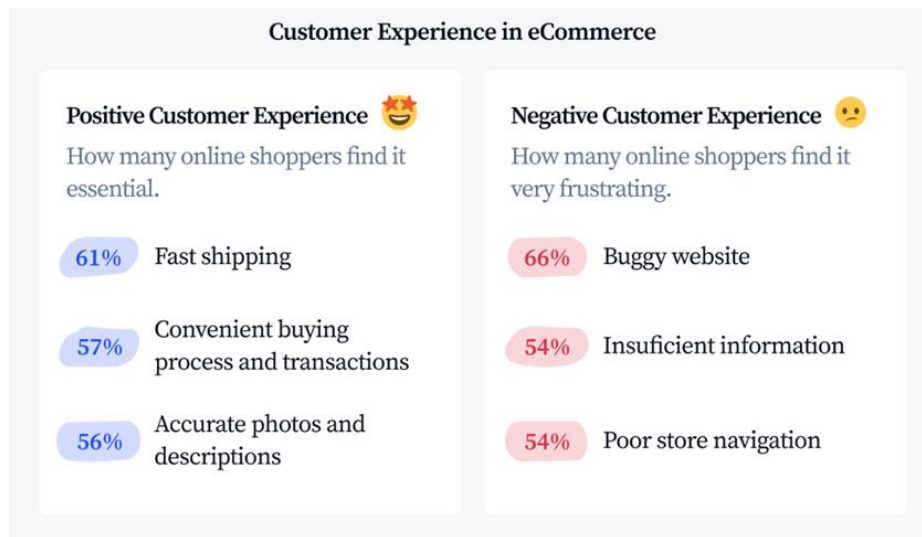 Customer Experience in eCommerce
Positive Customer Experience
How many online shoppers find it
essential.
61% Fast shipping
57% Convenient buying
process and transactions
56% Accurate photos and
descriptions
Negative Customer Experience
How many online shoppers find it
very frustrating.
66% Buggy website
54% Insuficient information
54% Poor store navigation